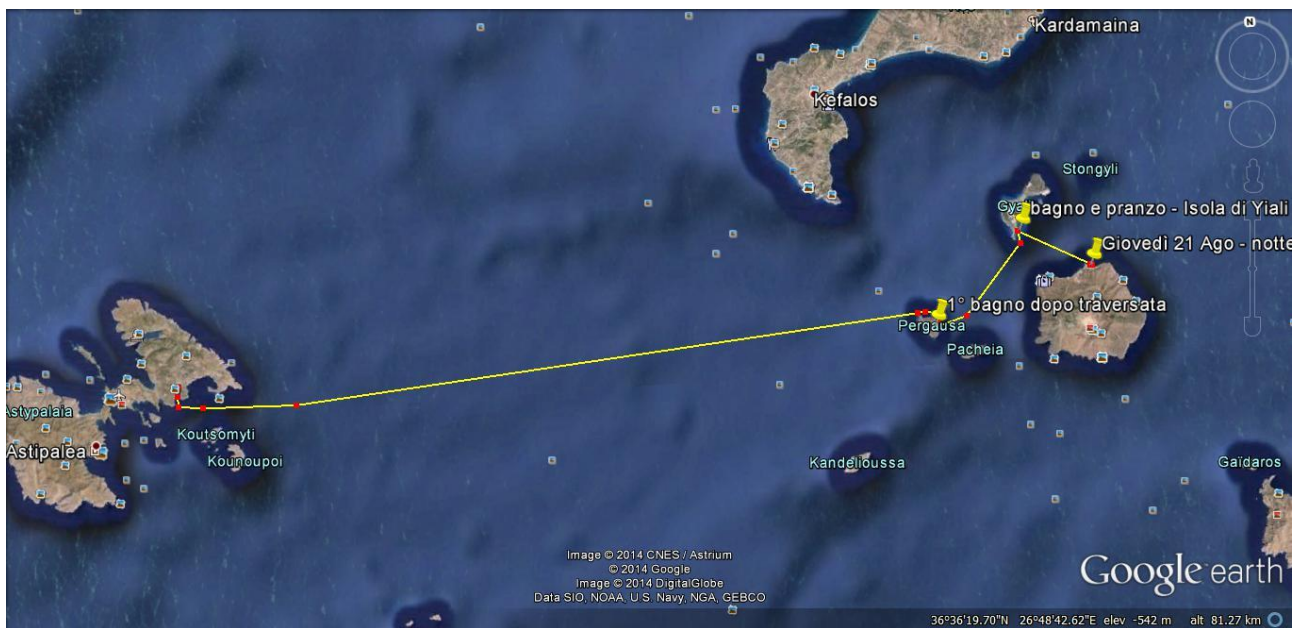 N
Kardamaina
Kefalos
Stongyli
bagno e pranzo - Isola di Yiali
Giovedì 21 Ago - notte
1° bagno dopo traversata
Pergausa
Pacheia
Astypalaia
Koutsomyti
Astipalea
Kounoupoi
Kandelioussa
Gaïdaros
Image © 2014 CNES / Astrium
© 2014 Google
Image © 2014 DigitalGlobe
Data SIO, NOAA, U.S. Navy, NGA, GEBCO
Google earth
36°36'19.70"N 26°48'42.62"E elev -542 m alt 81.27 km